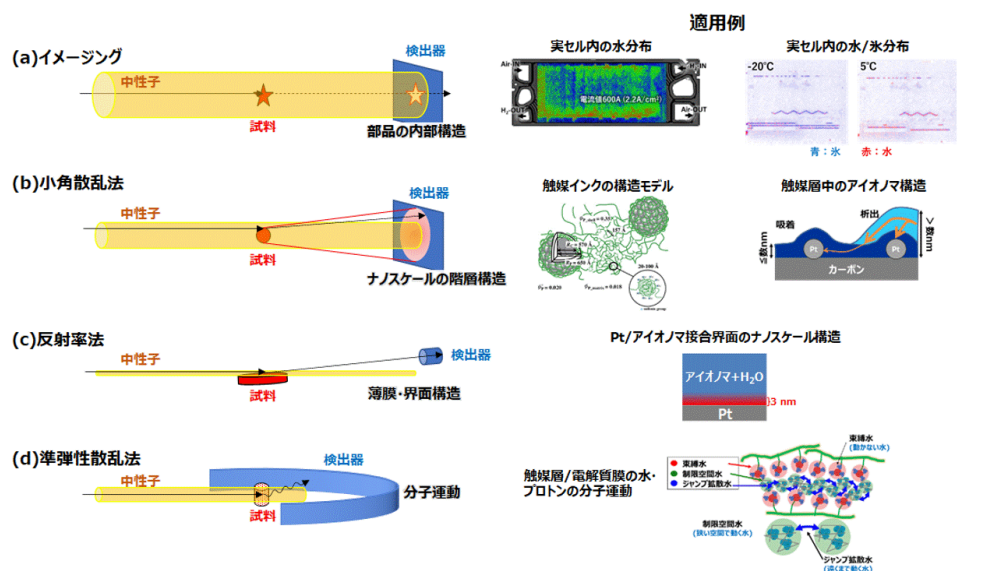 適用例
(a)イメージング
中性子
試料
検出器
部品の内部構造
実セル内の水分布
Air-IN
H₂-OUT
H₂-IN
Air-OUT
電流値600A (2.2A/cm²)
実セル内の水/氷分布
-20℃
5℃
青：氷
赤：水
(b)小角散乱法
中性子
試料
検出器
ナノスケールの階層構造
触媒インクの構造モデル
20-100 Å
触媒層中のアイオノマ構造
吸着
析出
Pt
Pt
≦数nm
＞数nm
カーボン
(c)反射率法
中性子
試料
検出器
薄膜・界面構造
Pt/アイオノマ接合界面のナノスケール構造
アイオノマ+H₂O
3 nm
Pt
(d)準弾性散乱法
中性子
試料
検出器
分子運動
触媒層/電解質膜の水・
プロトンの分子運動
束縛水
制限空間水
ジャンプ拡散水
束縛水
(動かない水)
制限空間水
(狭い空間で動く水)
ジャンプ拡散水
(遠くまで動く水)